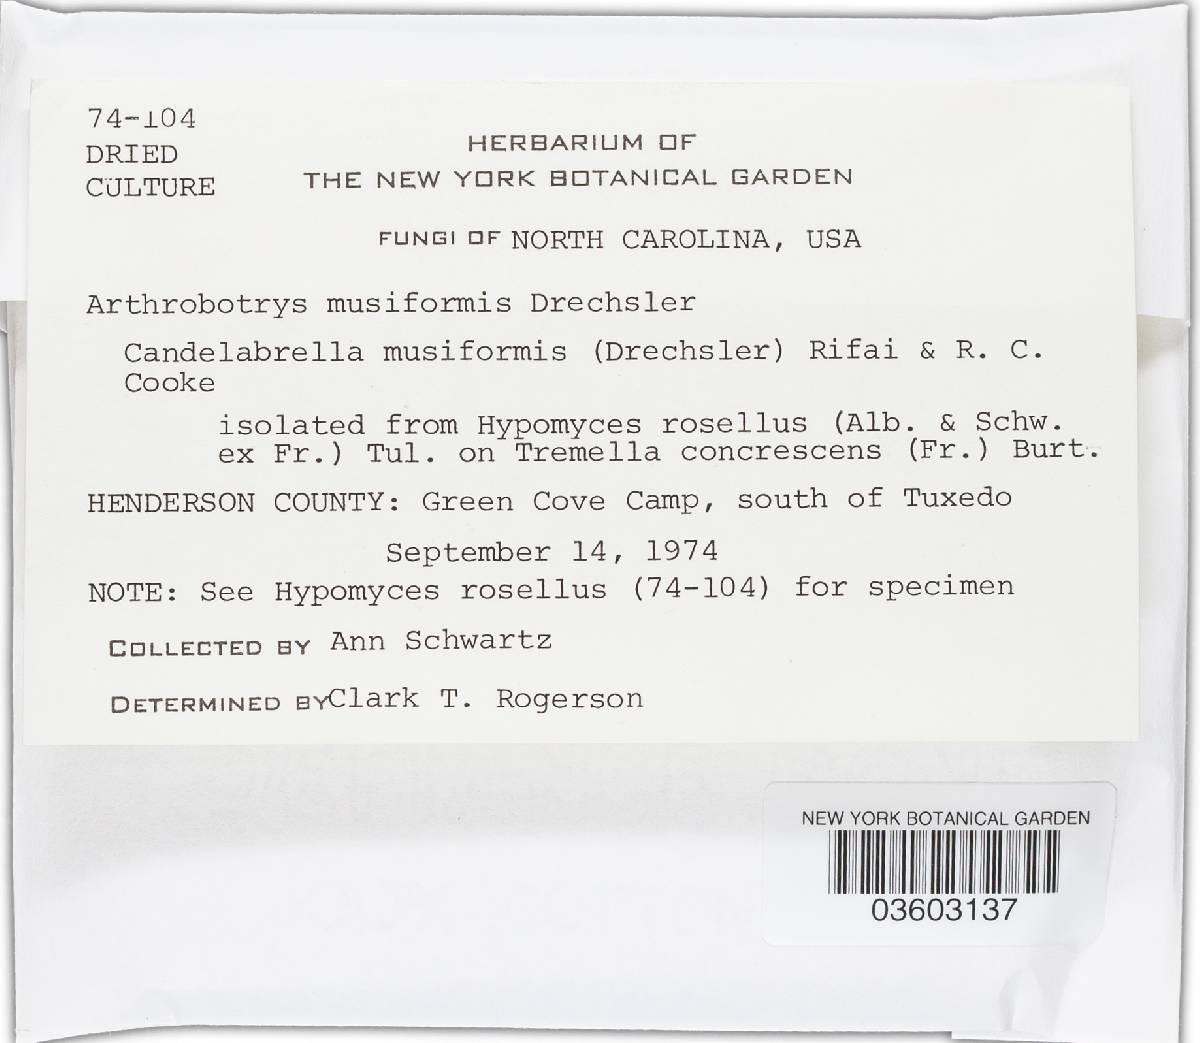 74-104
DRIED
CULTURE
HERBARIUM OF
THE NEW YORK BOTANICAL GARDEN
FUNGI OF NORTH CAROLINA, USA
Arthrobotrys musiformis Drechsler
Candelabrella musiformis (Drechsler) Rifai & R. C.
Cooke
isolated from Hypomyces rosellus (Alb. & Schw.
ex Fr.) Tul. on Tremella concrescens (Fr.) Burt.
HENDERSON COUNTY: Green Cove Camp, south of Tuxedo
September 14, 1974
NOTE: See Hypomyces rosellus (74-104) for specimen
COLLECTED BY Ann Schwartz
DETERMINED BY Clark T. Rogerson
NEW YORK BOTANICAL GARDEN
03603137